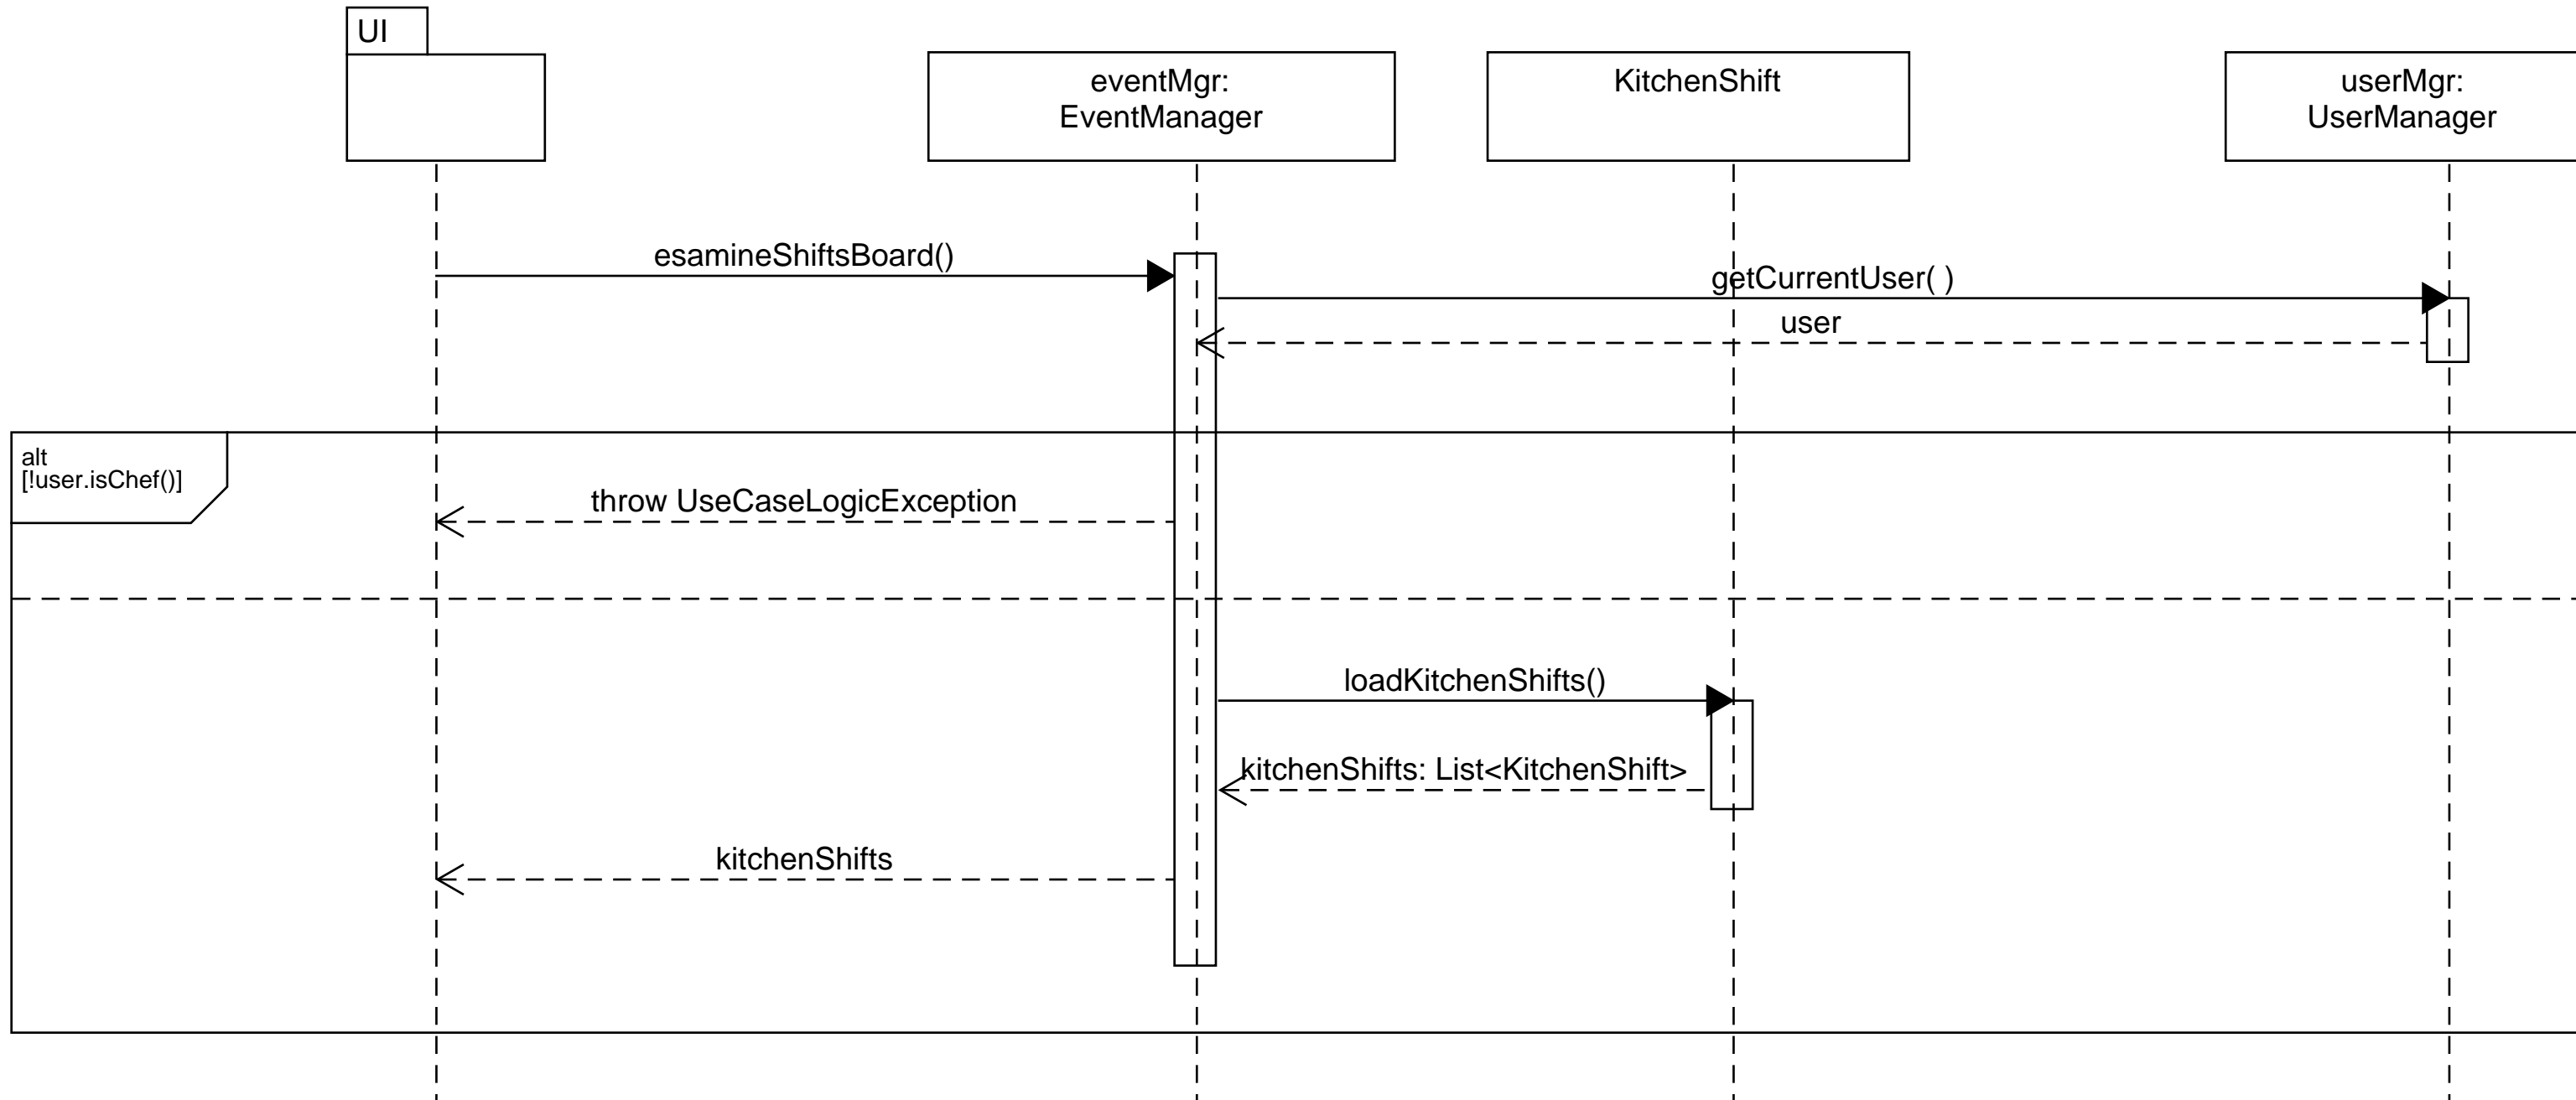 UI
eventMgr:
EventManager
KitchenShift
userMgr:
UserManager
esamineShiftsBoard()
getCurrentUser( )
user
alt
[!user.isChef()]
throw UseCaseLogicException
loadKitchenShifts()
kitchenShifts: List<KitchenShift>
kitchenShifts